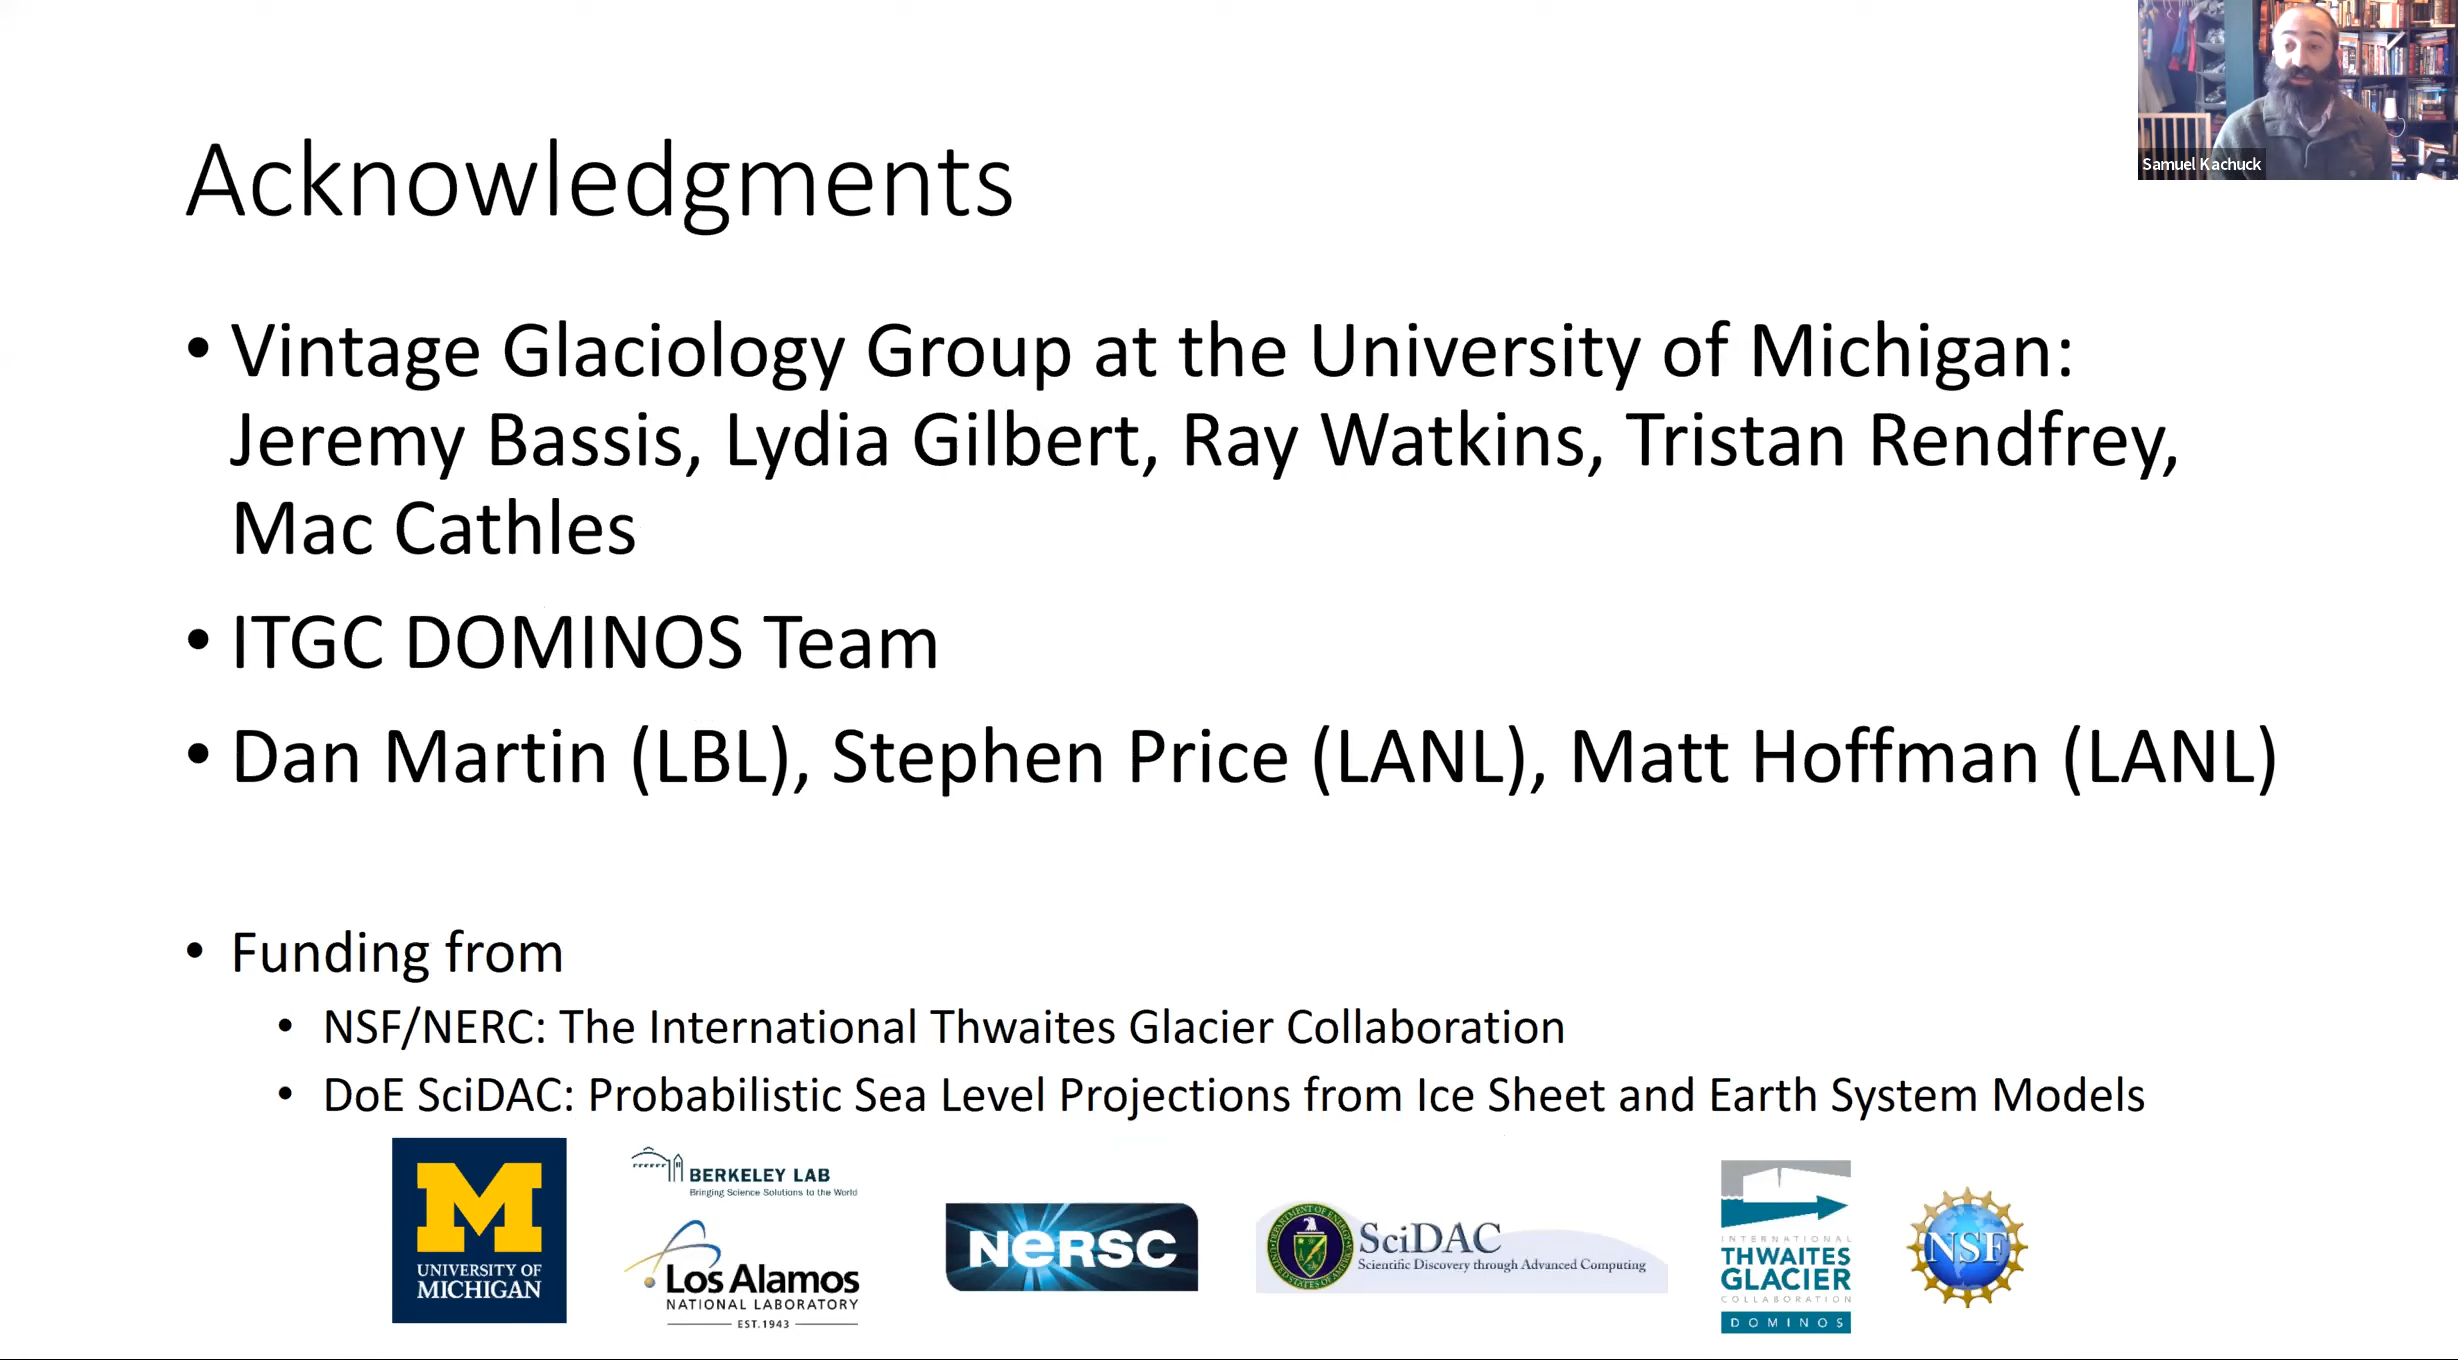 Samuel Kachuck
Acknowledgments
• Vintage Glaciology Group at the University of Michigan:
Jeremy Bassis, Lydia Gilbert, Ray Watkins, Tristan Rendfrey,
Mac Cathles
• ITGC DOMINOS Team
• Dan Martin (LBL), Stephen Price (LANL), Matt Hoffman (LANL)
• Funding from
• NSF/NERC: The International Thwaites Glacier Collaboration
• DoE SciDAC: Probabilistic Sea Level Projections from Ice Sheet and Earth System Models
M
UNIVERSITY OF
MICHIGAN
BERKELEY LAB
Bringing Science Solutions to the World
Los Alamos
NATIONAL LABORATORY
EST.1943
NeRSC
SciDAC
Scientific Discovery through Advanced Computing
INTERNATIONAL
THWAITES
GLACIER
COLLABORATION
DOMINOS
NSF